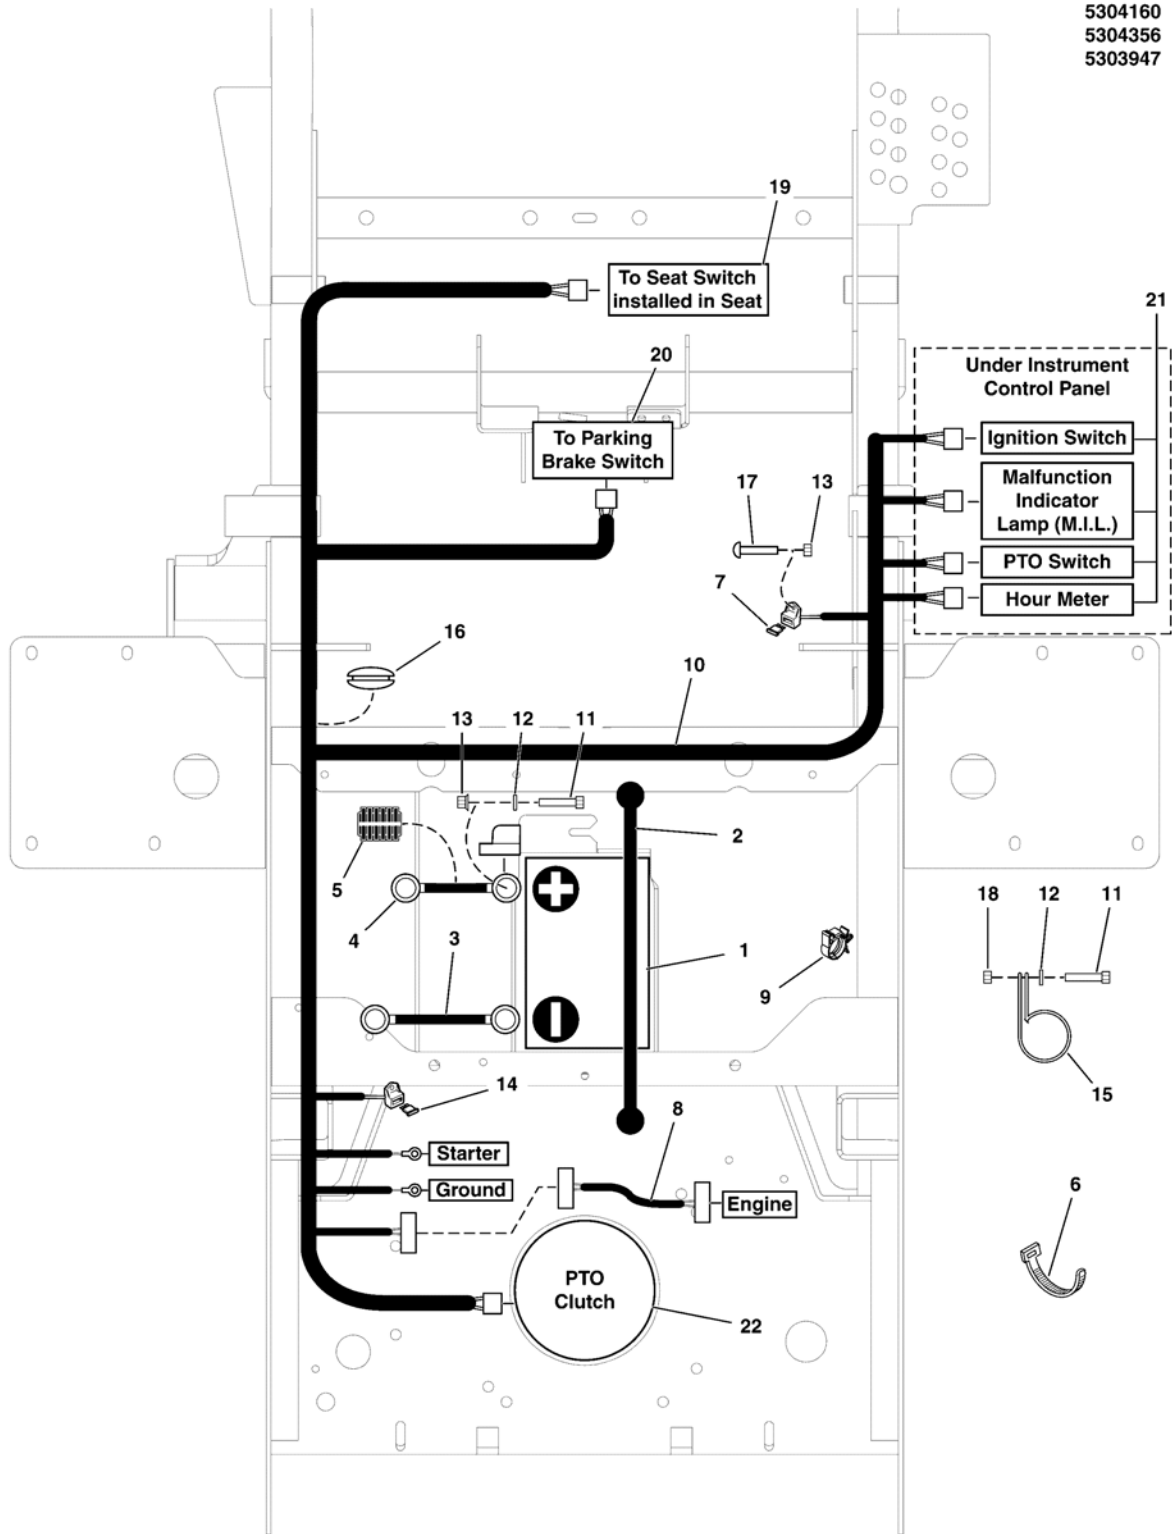 5304160
5304356
5303947
19
To Seat Switch
installed in Seat
21
20
Under Instrument
Control Panel
To Parking
Brake Switch
Ignition Switch
Malfunction
Indicator
Lamp (M.I.L.)
17
13
PTO Switch
7
Hour Meter
16
10
13
12
11
2
5
4
3
1
9
18
12
11
14
15
8
Starter
Ground
Engine
6
PTO
Clutch
22